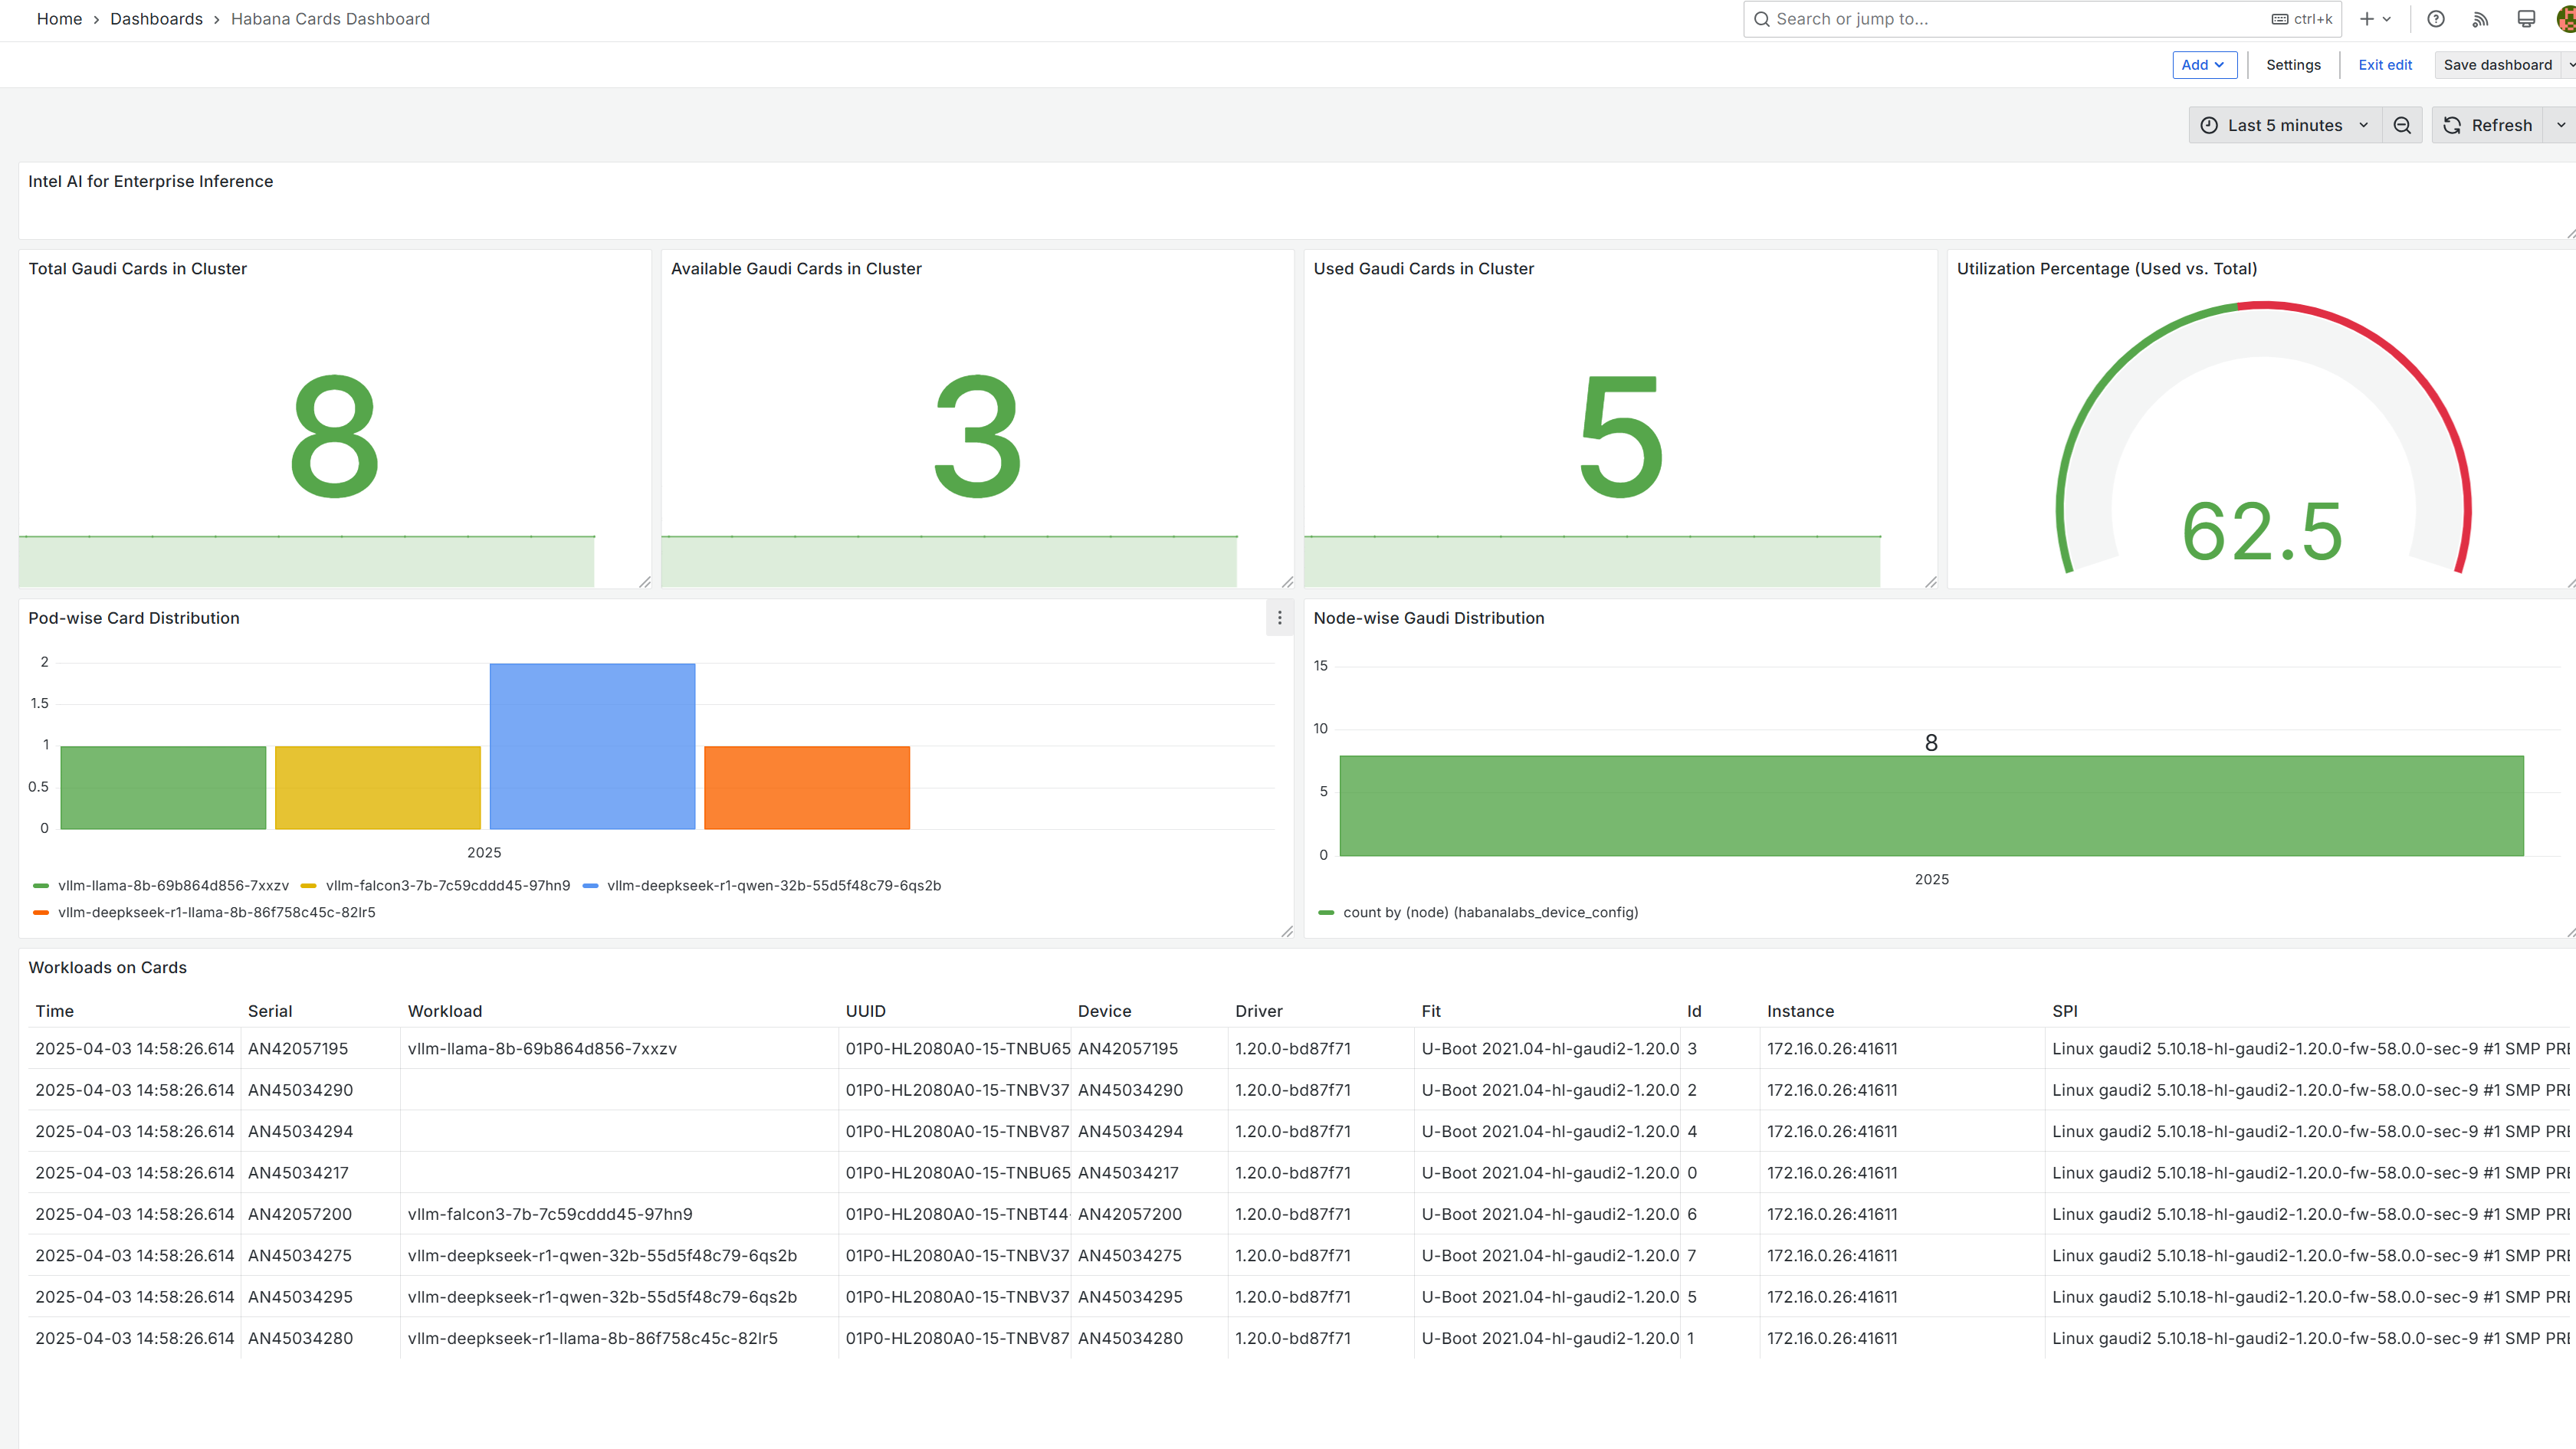 Home › Dashboards › Habana Cards Dashboard
Search or jump to... ctrl+k
Add Settings Exit edit Save dashboard
Last 5 minutes Refresh
Intel AI for Enterprise Inference
Total Gaudi Cards in Cluster
8
Available Gaudi Cards in Cluster
3
Used Gaudi Cards in Cluster
5
Utilization Percentage (Used vs. Total)
62.5
Pod-wise Card Distribution
2
1.5
1
0.5
0
2025
vllm-llama-8b-69b864d856-7xxzv vllm-falcon3-7b-7c59cddd45-97hn9 vllm-deepkseek-r1-qwen-32b-55d5f48c79-6qs2b
vllm-deepkseek-r1-llama-8b-86f758c45c-82lr5
Node-wise Gaudi Distribution
15
10
5
0
8
2025
count by (node) (habanalabs_device_config)
Workloads on Cards
Time Serial Workload UUID Device Driver Fit Id Instance SPI
2025-04-03 14:58:26.614 AN42057195 vllm-llama-8b-69b864d856-7xxzv 01P0-HL2080A0-15-TNBU65 AN42057195 1.20.0-bd87f71 U-Boot 2021.04-hl-gaudi2-1.20.0 3 172.16.0.26:41611 Linux gaudi2 5.10.18-hl-gaudi2-1.20.0-fw-58.0.0-sec-9 #1 SMP PRE
2025-04-03 14:58:26.614 AN45034290 01P0-HL2080A0-15-TNBV37 AN45034290 1.20.0-bd87f71 U-Boot 2021.04-hl-gaudi2-1.20.0 2 172.16.0.26:41611 Linux gaudi2 5.10.18-hl-gaudi2-1.20.0-fw-58.0.0-sec-9 #1 SMP PRE
2025-04-03 14:58:26.614 AN45034294 01P0-HL2080A0-15-TNBV87 AN45034294 1.20.0-bd87f71 U-Boot 2021.04-hl-gaudi2-1.20.0 4 172.16.0.26:41611 Linux gaudi2 5.10.18-hl-gaudi2-1.20.0-fw-58.0.0-sec-9 #1 SMP PRE
2025-04-03 14:58:26.614 AN45034217 01P0-HL2080A0-15-TNBU65 AN45034217 1.20.0-bd87f71 U-Boot 2021.04-hl-gaudi2-1.20.0 0 172.16.0.26:41611 Linux gaudi2 5.10.18-hl-gaudi2-1.20.0-fw-58.0.0-sec-9 #1 SMP PRE
2025-04-03 14:58:26.614 AN42057200 vllm-falcon3-7b-7c59cddd45-97hn9 01P0-HL2080A0-15-TNBT44- AN42057200 1.20.0-bd87f71 U-Boot 2021.04-hl-gaudi2-1.20.0 6 172.16.0.26:41611 Linux gaudi2 5.10.18-hl-gaudi2-1.20.0-fw-58.0.0-sec-9 #1 SMP PRE
2025-04-03 14:58:26.614 AN45034275 vllm-deepkseek-r1-qwen-32b-55d5f48c79-6qs2b 01P0-HL2080A0-15-TNBV37 AN45034275 1.20.0-bd87f71 U-Boot 2021.04-hl-gaudi2-1.20.0 7 172.16.0.26:41611 Linux gaudi2 5.10.18-hl-gaudi2-1.20.0-fw-58.0.0-sec-9 #1 SMP PRE
2025-04-03 14:58:26.614 AN45034295 vllm-deepkseek-r1-qwen-32b-55d5f48c79-6qs2b 01P0-HL2080A0-15-TNBV37 AN45034295 1.20.0-bd87f71 U-Boot 2021.04-hl-gaudi2-1.20.0 5 172.16.0.26:41611 Linux gaudi2 5.10.18-hl-gaudi2-1.20.0-fw-58.0.0-sec-9 #1 SMP PRE
2025-04-03 14:58:26.614 AN45034280 vllm-deepkseek-r1-llama-8b-86f758c45c-82lr5 01P0-HL2080A0-15-TNBV87 AN45034280 1.20.0-bd87f71 U-Boot 2021.04-hl-gaudi2-1.20.0 1 172.16.0.26:41611 Linux gaudi2 5.10.18-hl-gaudi2-1.20.0-fw-58.0.0-sec-9 #1 SMP PRE